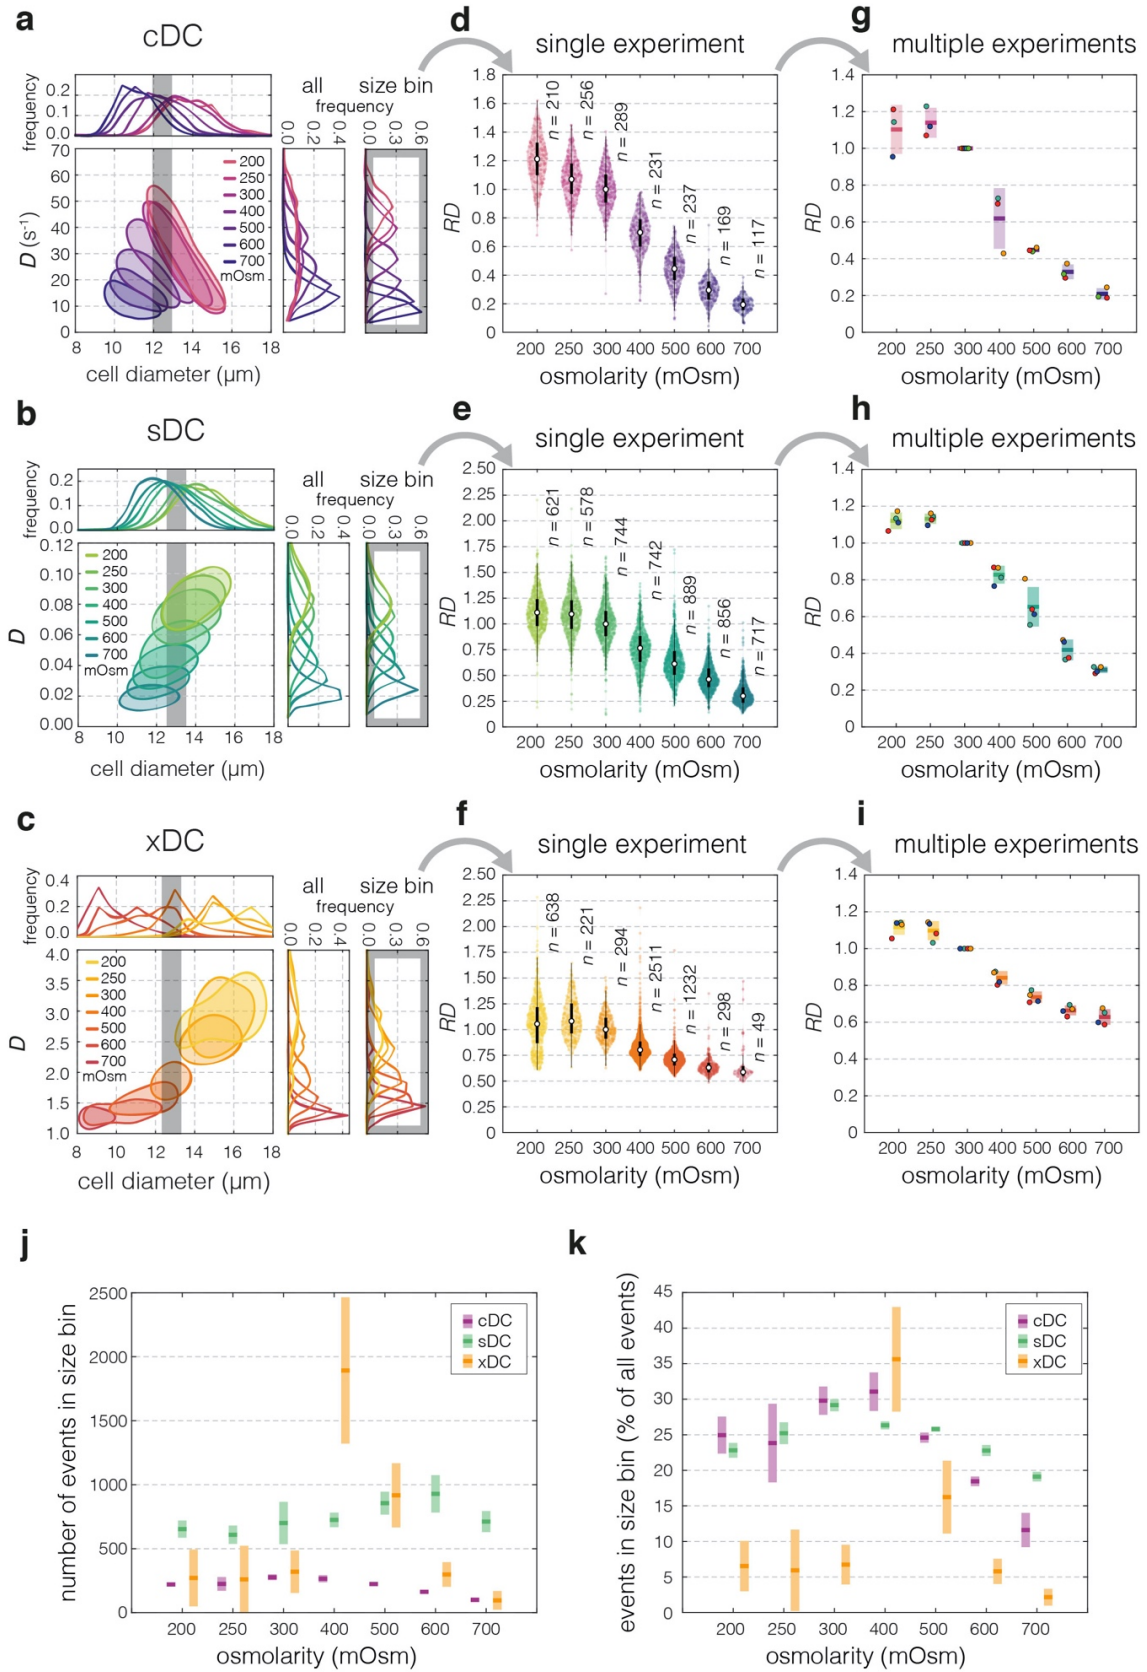 a
cDC
frequency
0.2
0.1
0.0
all
size bin
frequency
0.0
0.2
0.4
0.0
0.3
0.6
D (s⁻¹)
70
60
50
40
30
20
10
0
200
250
300
400
500
600
700
mOsm
8 10 12 14 16 18
cell diameter (µm)
d
single experiment
RD
1.8
1.6
1.4
1.2
1.0
0.8
0.6
0.4
0.2
0
n = 210
n = 256
n = 289
n = 231
n = 237
n = 169
n = 117
200 250 300 400 500 600 700
osmolarity (mOsm)
g
multiple experiments
RD
1.4
1.2
1.0
0.8
0.6
0.4
0.2
0
200 250 300 400 500 600 700
osmolarity (mOsm)
b
sDC
frequency
0.2
0.1
0.0
all
size bin
frequency
0.0
0.2
0.4
0.0
0.3
0.6
D
0.12
0.10
0.08
0.06
0.04
0.02
0.00
200
250
300
400
500
600
700
mOsm
8 10 12 14 16 18
cell diameter (µm)
e
single experiment
RD
2.50
2.25
2.00
1.75
1.50
1.25
1.00
0.75
0.50
0.25
0
n = 621
n = 578
n = 744
n = 742
n = 889
n = 856
n = 717
200 250 300 400 500 600 700
osmolarity (mOsm)
h
multiple experiments
RD
1.4
1.2
1.0
0.8
0.6
0.4
0.2
0
200 250 300 400 500 600 700
osmolarity (mOsm)
c
xDC
frequency
0.4
0.2
0.0
all
size bin
frequency
0.0
0.2
0.4
0.0
0.3
0.6
D
4.0
3.5
3.0
2.5
2.0
1.5
1.0
200
250
300
400
500
600
700
mOsm
8 10 12 14 16 18
cell diameter (µm)
f
single experiment
RD
2.50
2.25
2.00
1.75
1.50
1.25
1.00
0.75
0.50
0.25
0
n = 638
n = 221
n = 294
n = 2511
n = 1232
n = 298
n = 49
200 250 300 400 500 600 700
osmolarity (mOsm)
i
multiple experiments
RD
1.4
1.2
1.0
0.8
0.6
0.4
0.2
0
200 250 300 400 500 600 700
osmolarity (mOsm)
j
number of events in size bin
2500
2000
1500
1000
500
0
cDC
sDC
xDC
200 250 300 400 500 600 700
osmolarity (mOsm)
k
events in size bin (% of all events)
45
40
35
30
25
20
15
10
5
0
cDC
sDC
xDC
200 250 300 400 500 600 700
osmolarity (mOsm)